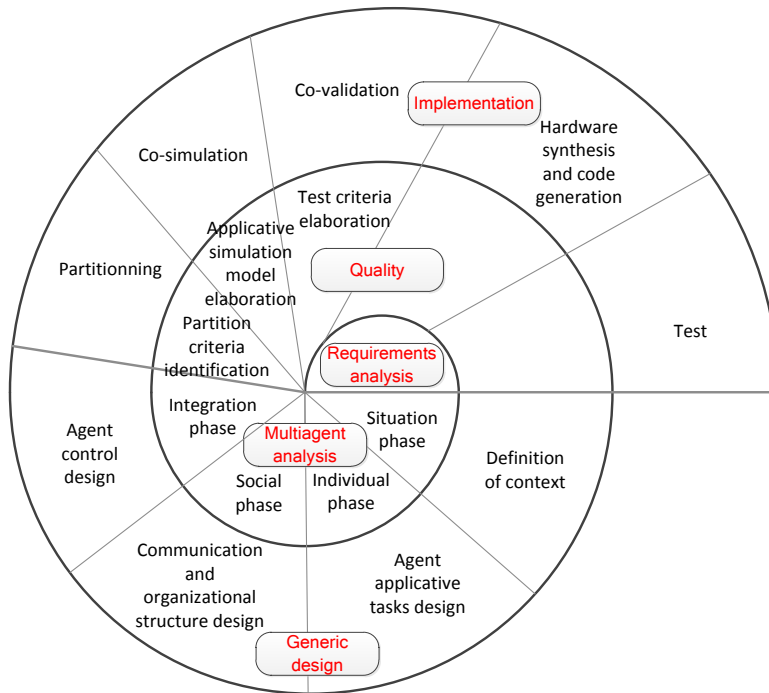 Co-validation
Implementation
Hardware
synthesis
and code
generation
Co-simulation
Test criteria
elaboration
Applicative
simulation
model
elaboration
Quality
Partitionning
Partition
criteria
identification
Requirements
analysis
Test
Integration
phase
Multiagent
analysis
Situation
phase
Agent
control
design
Social
phase
Individual
phase
Definition
of context
Communication
and
organizational
structure design
Agent
applicative
tasks design
Generic
design